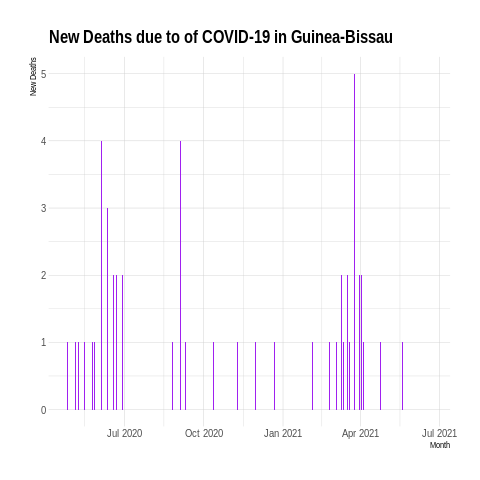 New Deaths due to of COVID-19 in Guinea-Bissau
New Deaths
5
4
3
2
1
0
Jul 2020 Oct 2020 Jan 2021 Apr 2021 Jul 2021
Month